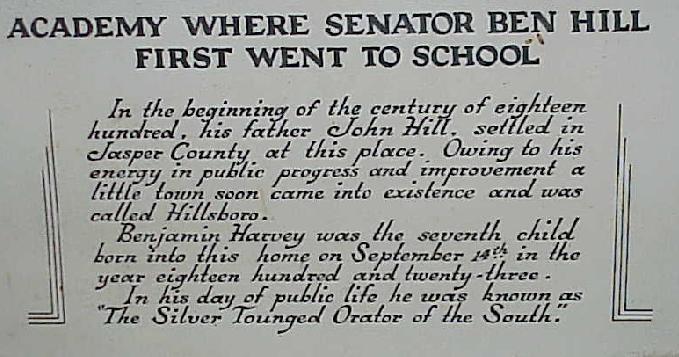 ACADEMY WHERE SENATOR BEN HILL
FIRST WENT TO SCHOOL
In the beginning of the century of eighteen
hundred, his father John Hill, settled in
Jasper County at this place. Owing to his
energy in public progress and improvement a
little town soon came into existence and was
called Hillsboro.
Benjamin Harvey was the seventh child
born into this home on September 14th in the
year eighteen hundred and twenty-three.
In his day of public life he was known as
"The Silver Tounged Orator of the South."